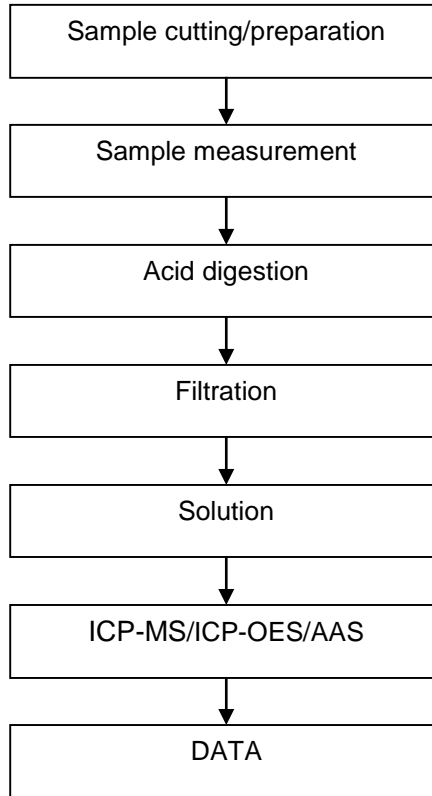 Sample cutting/preparation
Sample measurement
Acid digestion
Filtration
Solution
ICP-MS/ICP-OES/AAS
DATA